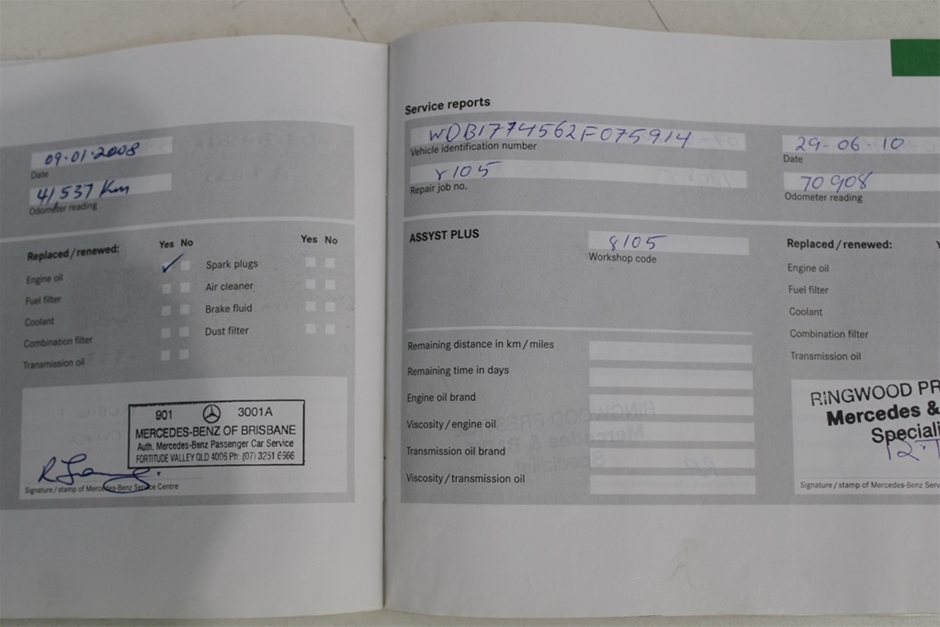 09.01.2008
Date
41,537 Km
Odometer reading
Replaced/renewed:
Yes No
Yes No
Engine oil
Spark plugs
Fuel filter
Air cleaner
Coolant
Brake fluid
Combination filter
Dust filter
Transmission oil
901 3001A
MERCEDES-BENZ OF BRISBANE
Auth. Mercedes-Benz Passenger Car Service
FORTITUDE VALLEY QLD 4006 Ph: (07) 3251 6566
Signature/stamp of Mercedes-Benz Service Centre
Service reports
WDB1774562F075914
Vehicle identification number
8105
Repair job no.
29-06-10
Date
70908
Odometer reading
ASSYST PLUS
8105
Workshop code
Replaced/renewed:
Engine oil
Fuel filter
Coolant
Combination filter
Transmission oil
Remaining distance in km/miles
Remaining time in days
Engine oil brand
Viscosity/engine oil
Transmission oil brand
Viscosity/transmission oil
RINGWOOD PR
Mercedes &
Speciali
Signature/stamp of Mercedes-Benz Serv